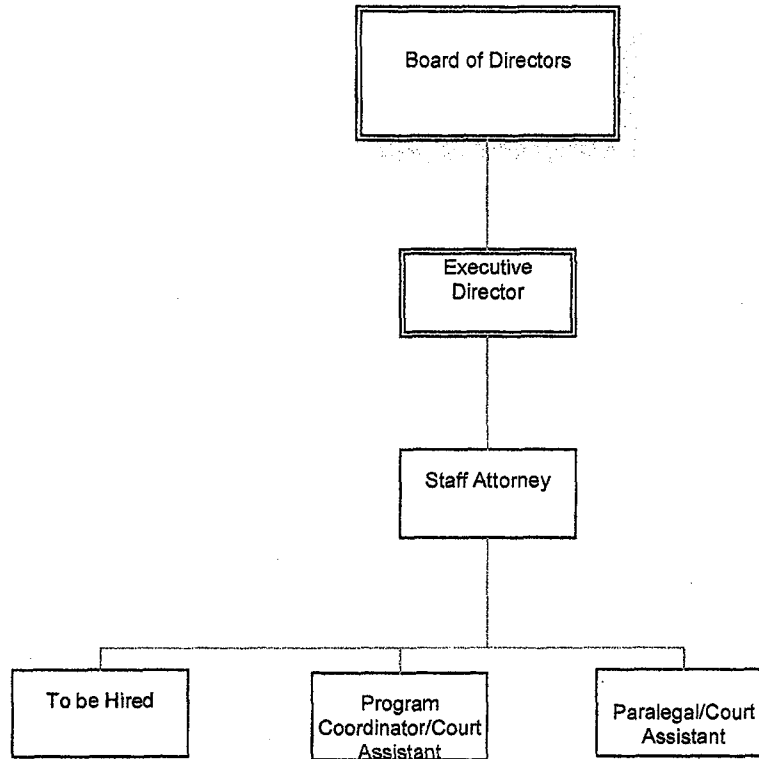 Board of Directors
Executive
Director
Staff Attorney
To be Hired
Program
Coordinator/Court
Assistant
Paralegal/Court
Assistant